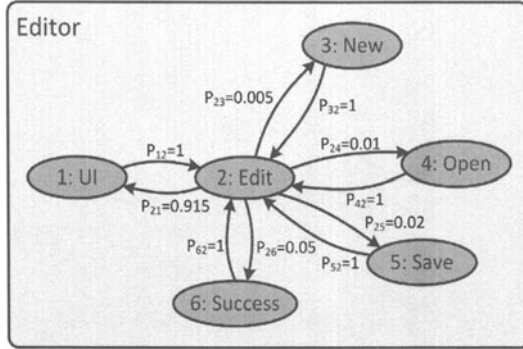 Editor
3: New
P23=0.005
P32=1
P12=1
P24=0.01
1: UI
2: Edit
4: Open
P21=0.915
P42=1
P25=0.02
P62=1
P26=0.05
P52=1
5: Save
6: Success